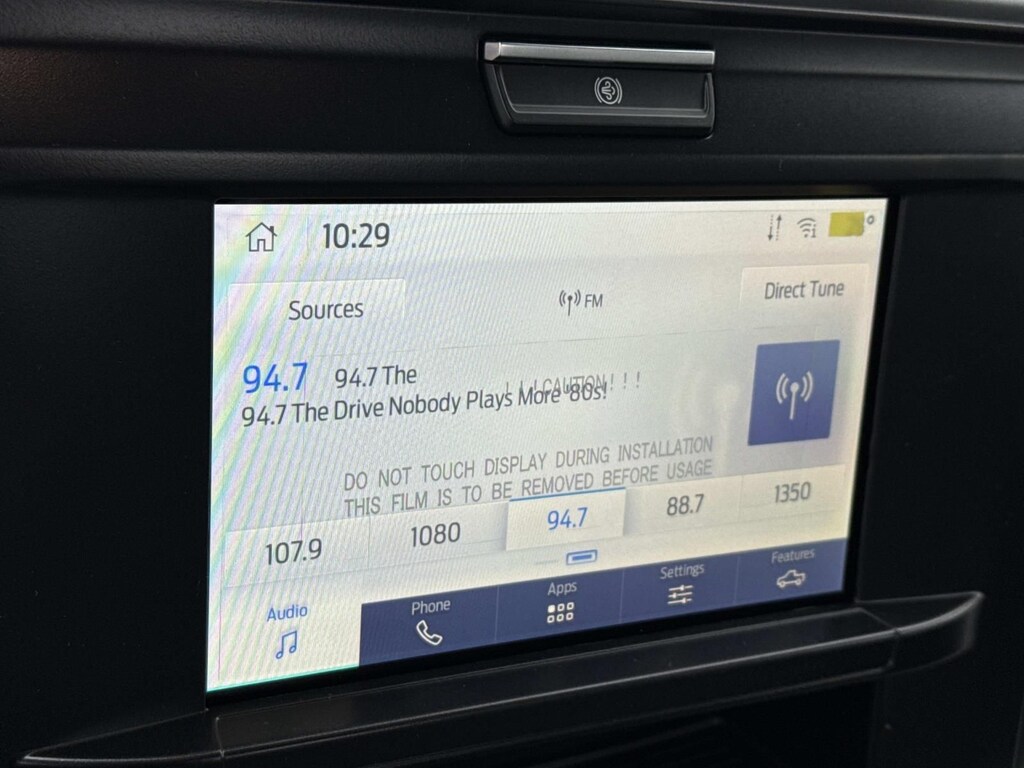 10:29
Sources
FM
Direct Tune
94.7 94.7 The
! ! ! CAUTION! ! !
94.7 The Drive Nobody Plays More '80s!
DO NOT TOUCH DISPLAY DURING INSTALLATION
THIS FILM IS TO BE REMOVED BEFORE USAGE
107.9 1080 94.7 88.7 1350
Audio Phone Apps Settings Features